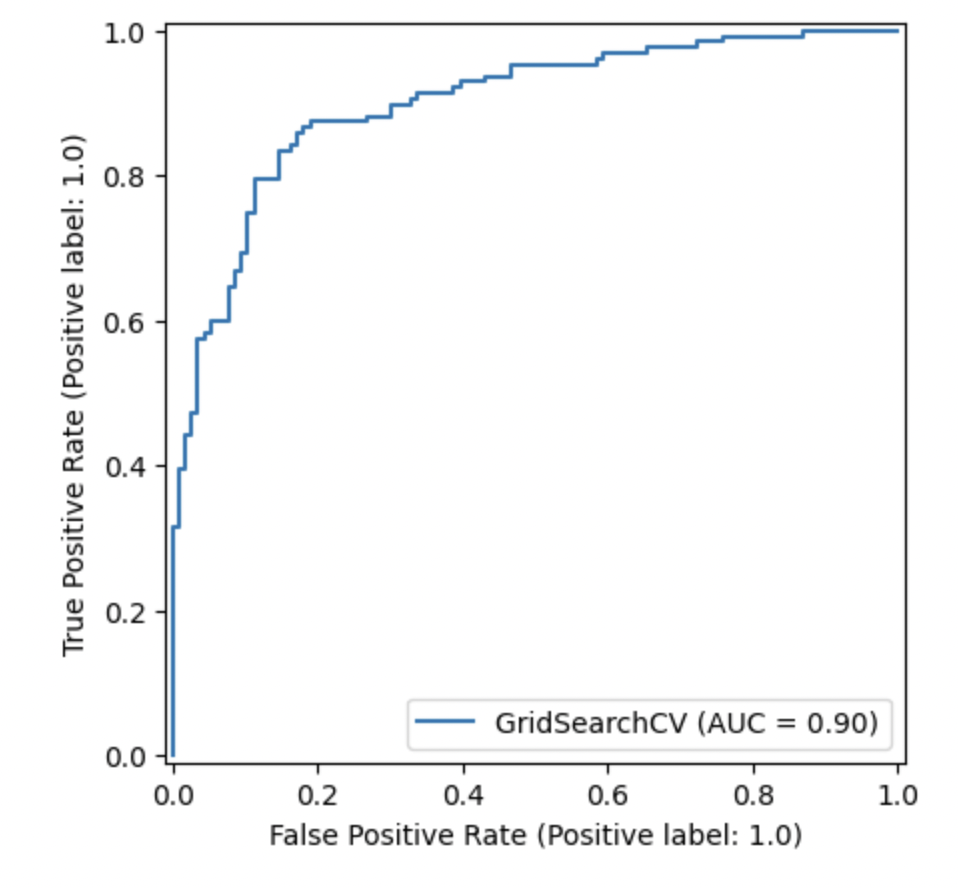 1.0
0.8
0.6
0.4
0.2
0.0
True Positive Rate (Positive label: 1.0)
GridSearchCV (AUC = 0.90)
0.0 0.2 0.4 0.6 0.8 1.0
False Positive Rate (Positive label: 1.0)